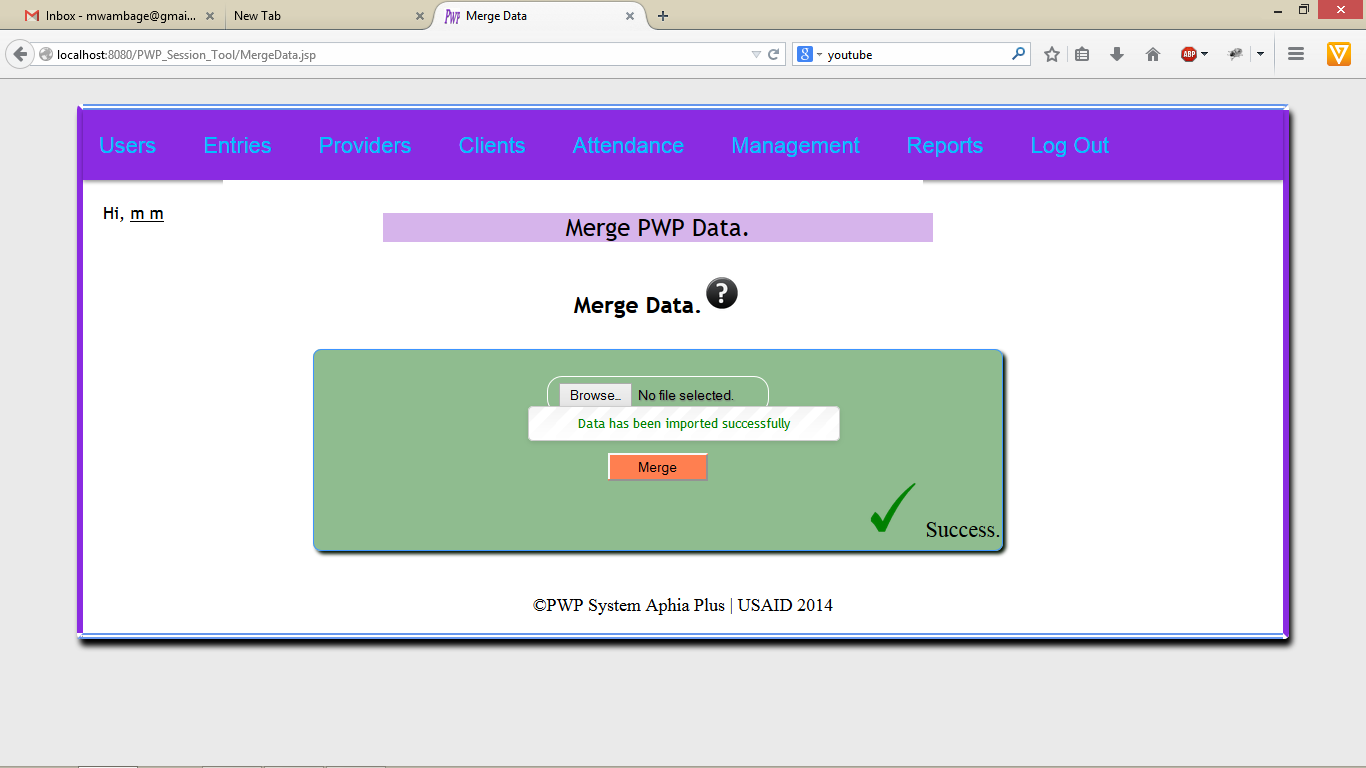 Inbox - mwambage@gmai... New Tab PWP Merge Data
localhost:8080/PWP_Session_Tool/MergeData.jsp youtube ABP
Users Entries Providers Clients Attendance Management Reports Log Out
Hi, m m
Merge PWP Data.
Merge Data. ?
Browse... No file selected.
Data has been imported successfully
Merge
Success.
©PWP System Aphia Plus | USAID 2014